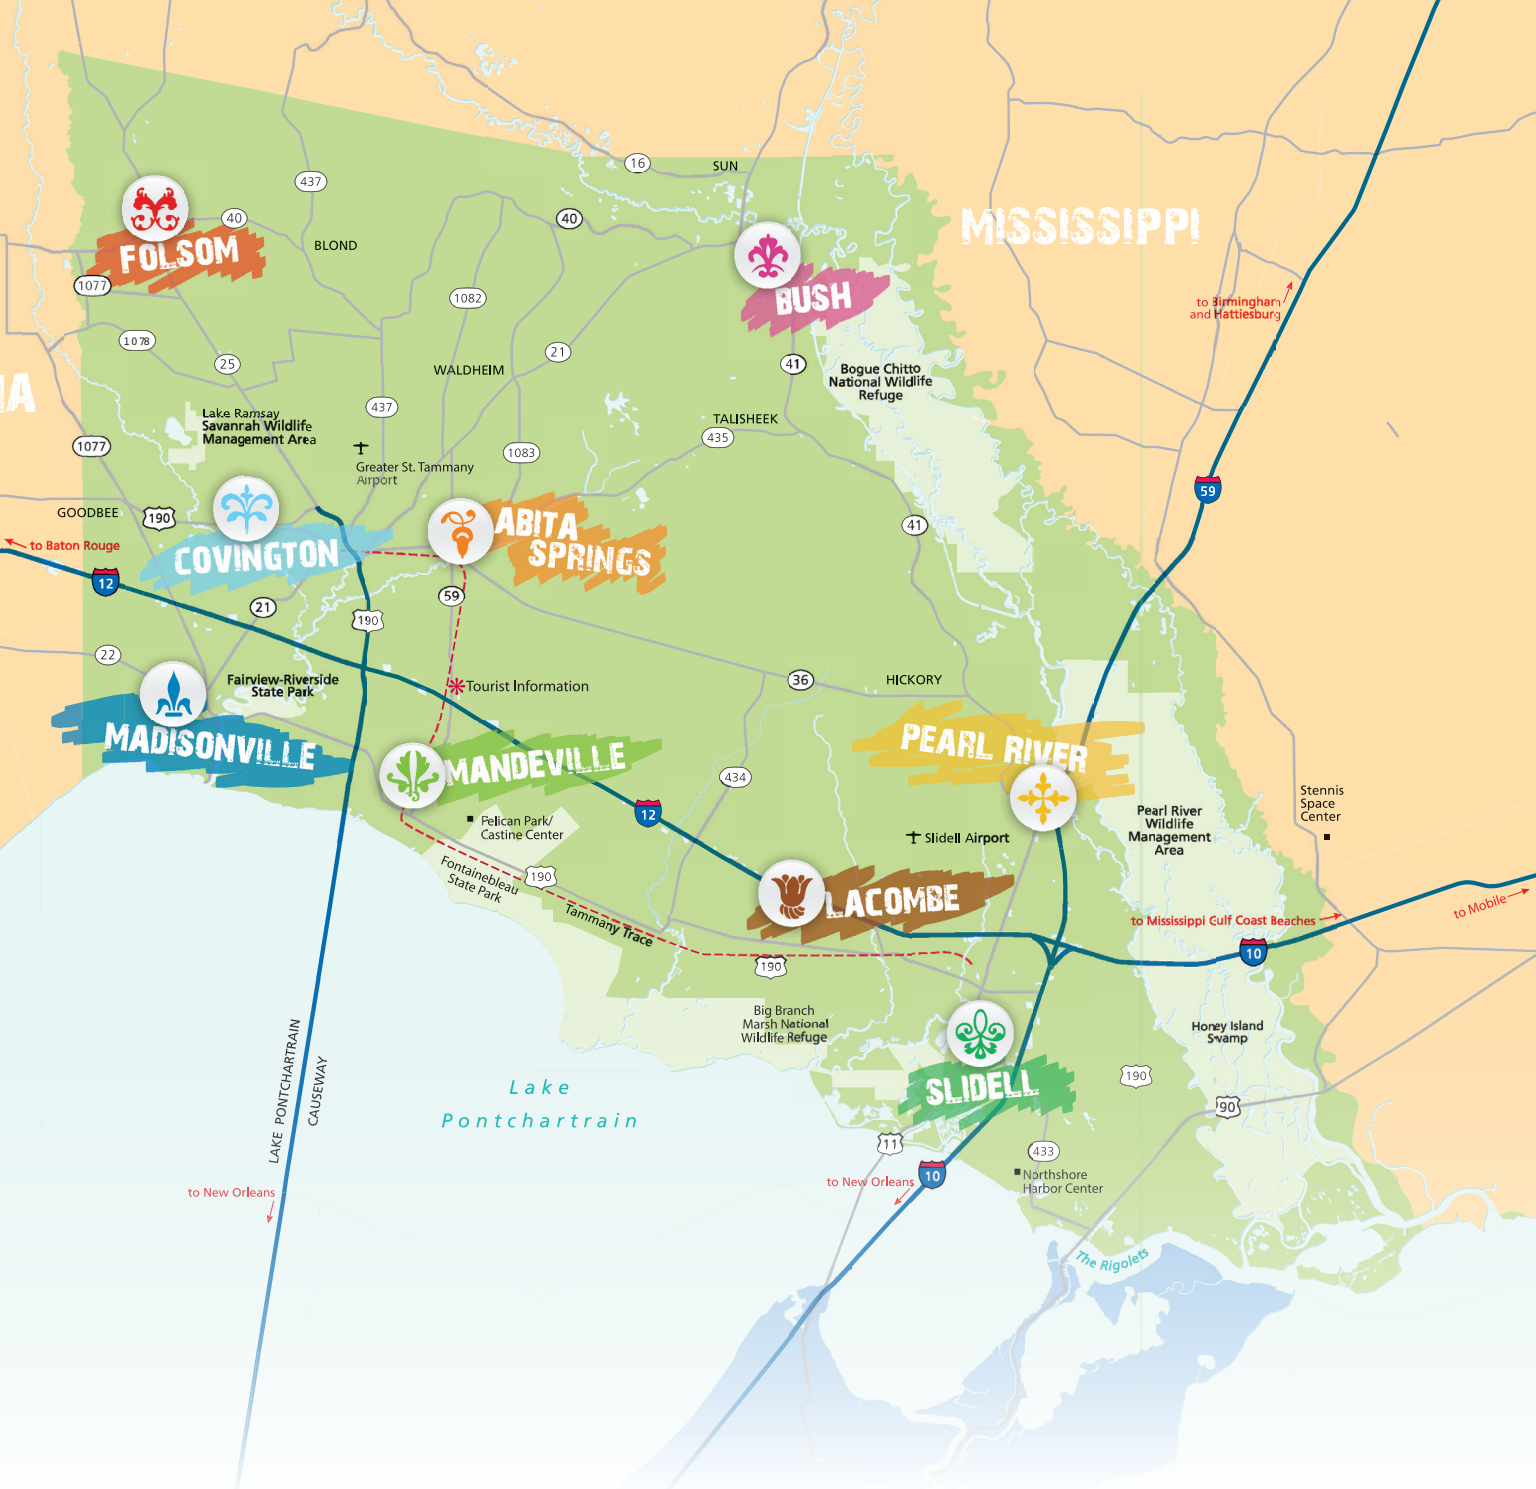 16
SUN
437
40
40
FOLSOM
BLOND
MISSISSIPPI
1077
BUSH
1082
to Birmingham
and Hattiesburg
1078
25
21
41
WALDHEIM
Bogue Chitto
National Wildlife
Refuge
IA
437
Lake Ramsay
Savannah Wildlife
Management Area
TALISHEEK
435
1077
1083
Greater St. Tammany
Airport
59
GOODBEE
190
ABITA
SPRINGS
41
to Baton Rouge
COVINGTON
12
21
59
190
22
Fairview-Riverside
State Park
Tourist Information
36
HICKORY
MADISONVILLE
MANDEVILLE
PEARL RIVER
434
12
Pelican Park/
Castine Center
Slidell Airport
Pearl River
Wildlife
Management
Area
Stennis
Space
Center
Fontainebleau
State Park
190
LACOMBE
Tammany Trace
to Mississippi Gulf Coast Beaches
to Mobile
10
190
Big Branch
Marsh National
Wildlife Refuge
Honey Island
Swamp
LAKE PONTCHARTRAIN
CAUSEWAY
Lake
Pontchartrain
SLIDELL
190
90
11
433
to New Orleans
10
Northshore
Harbor Center
to New Orleans
The Rigolets